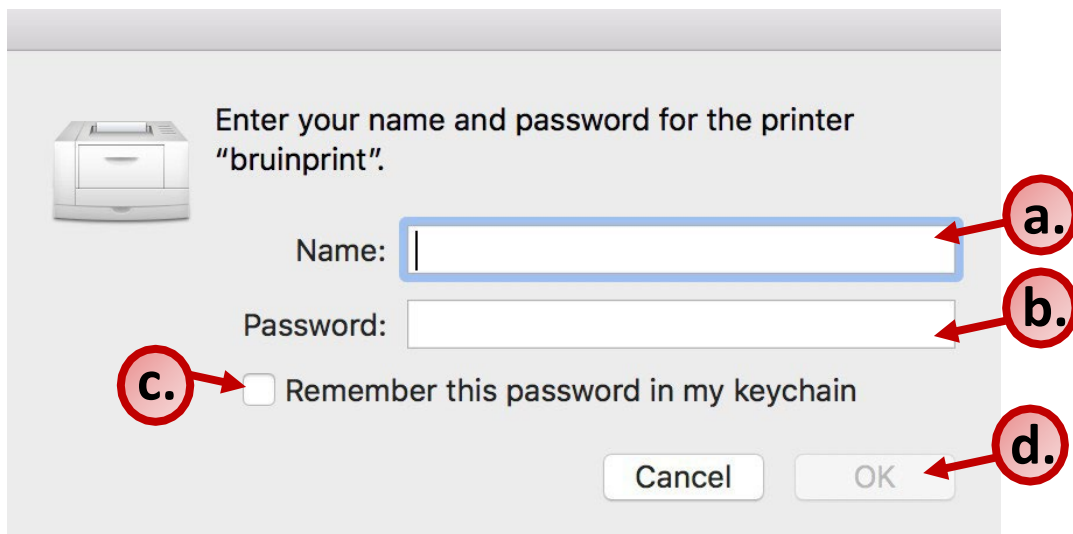 Enter your name and password for the printer
“bruinprint”.
a.
Name:
b.
Password:
c.
Remember this password in my keychain
d.
Cancel OK